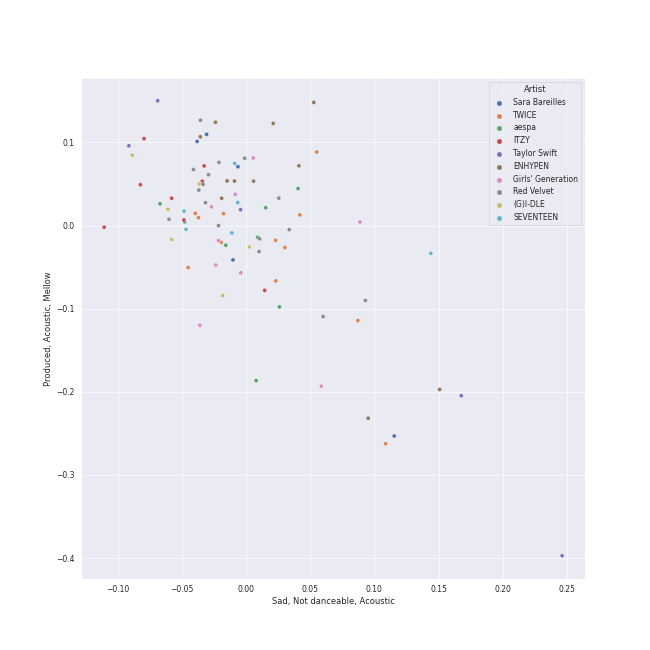 Artist
Sara Bareilles
TWICE
aespa
ITZY
Taylor Swift
ENHYPEN
Girls' Generation
Red Velvet
(G)I-DLE
SEVENTEEN
0.1
0.0
−0.1
−0.2
−0.3
−0.4
Produced, Acoustic, Mellow
−0.10
−0.05
0.00
0.05
0.10
0.15
0.20
0.25
Sad, Not danceable, Acoustic